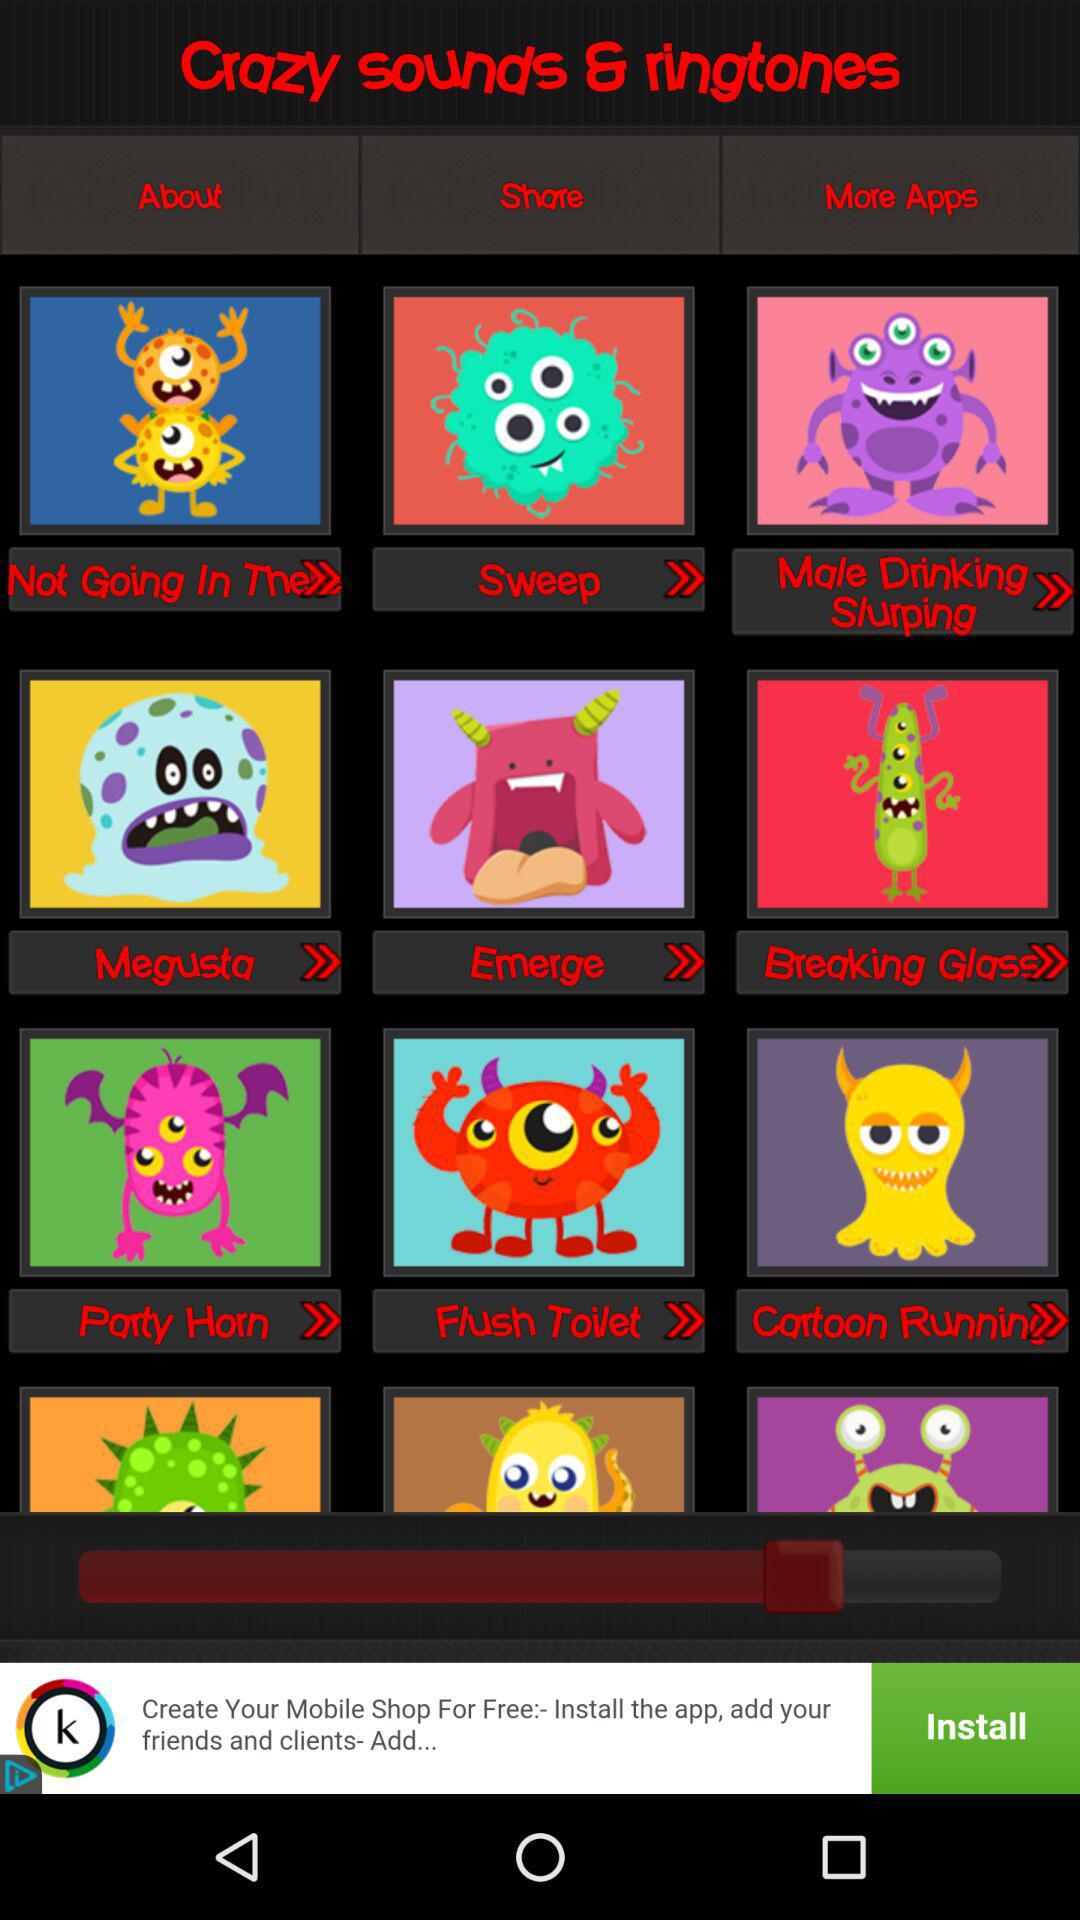 Crazy sounds & ringtones
About
Share
More Apps
Not Going In
Sweep
Male Drinking
Slurping
Megusta
Emerge
Breaking Glass
Party Horn
Flush Toilet
Cartoon Running
k
Create Your Mobile Shop For Free:- Install the app, add your
friends and clients- Add...
Install